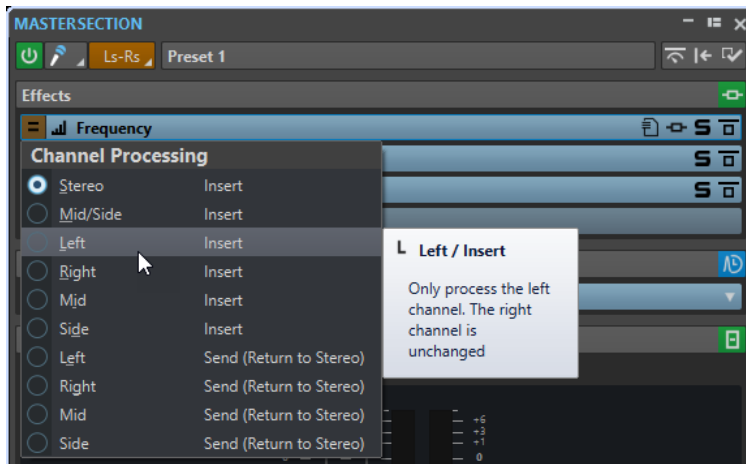 MASTERSECTION
Ls-Rs Preset 1
Effects
Frequency S
Channel Processing S
Stereo Insert S
Mid/Side Insert
Left Insert
Right Insert
Mid Insert
Side Insert
Left Send (Return to Stereo)
Right Send (Return to Stereo)
Mid Send (Return to Stereo)
Side Send (Return to Stereo)
L Left / Insert
Only process the left
channel. The right
channel is
unchanged
+6
+3
+1
0